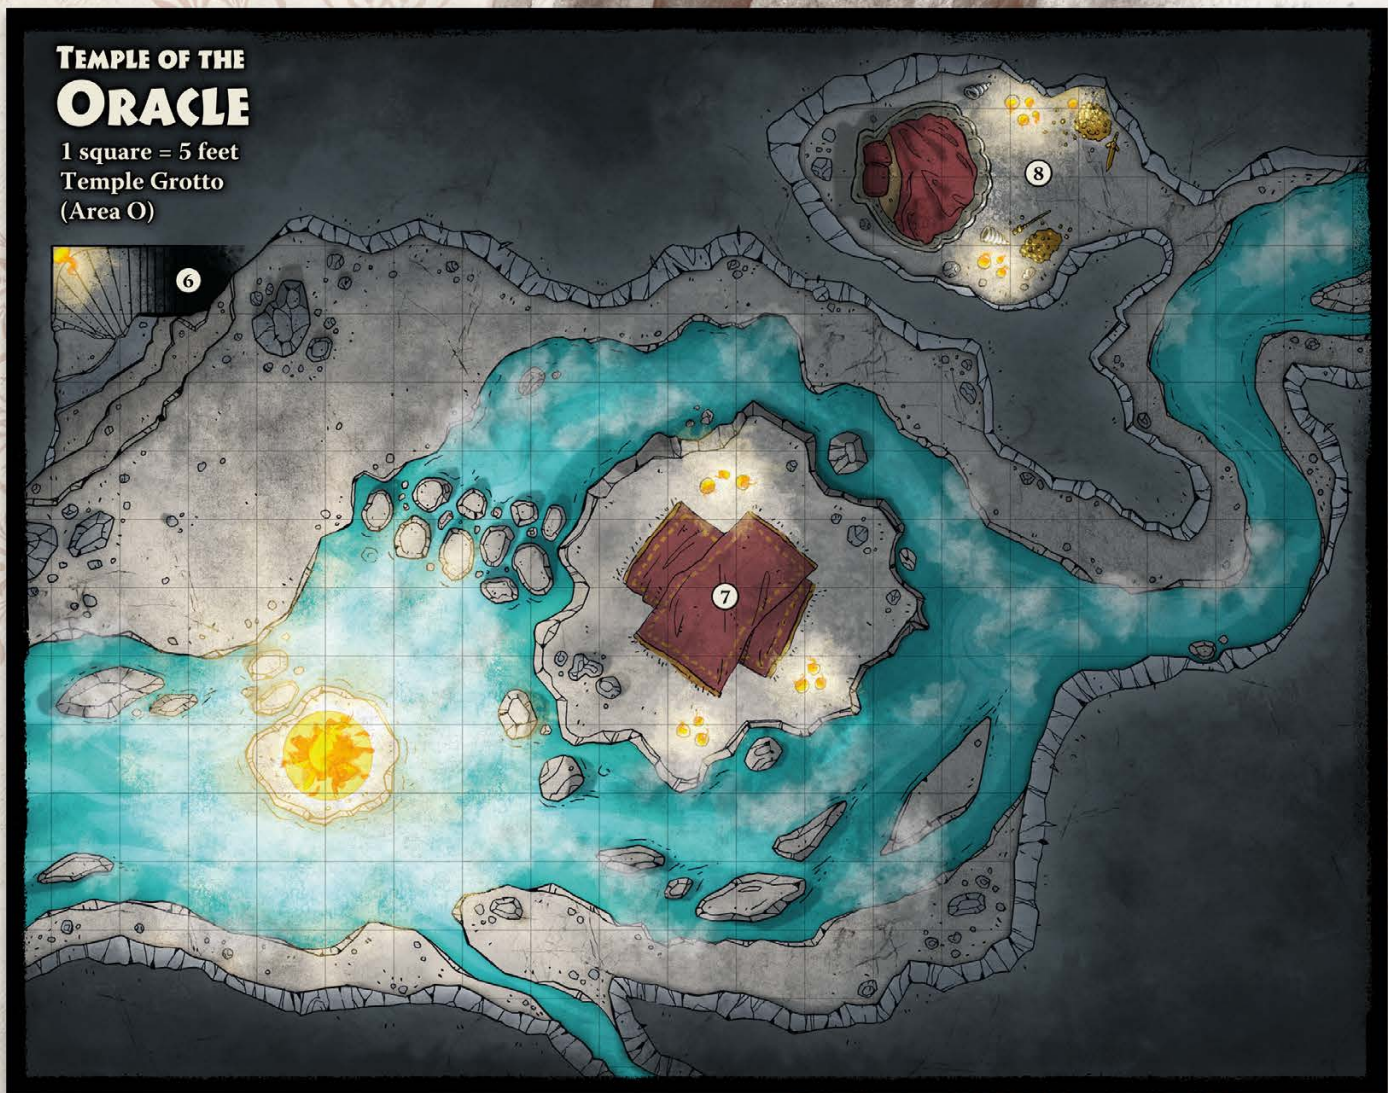 TEMPLE OF THE
ORACLE
1 square = 5 feet
Temple Grotto
(Area O)
8
6
7